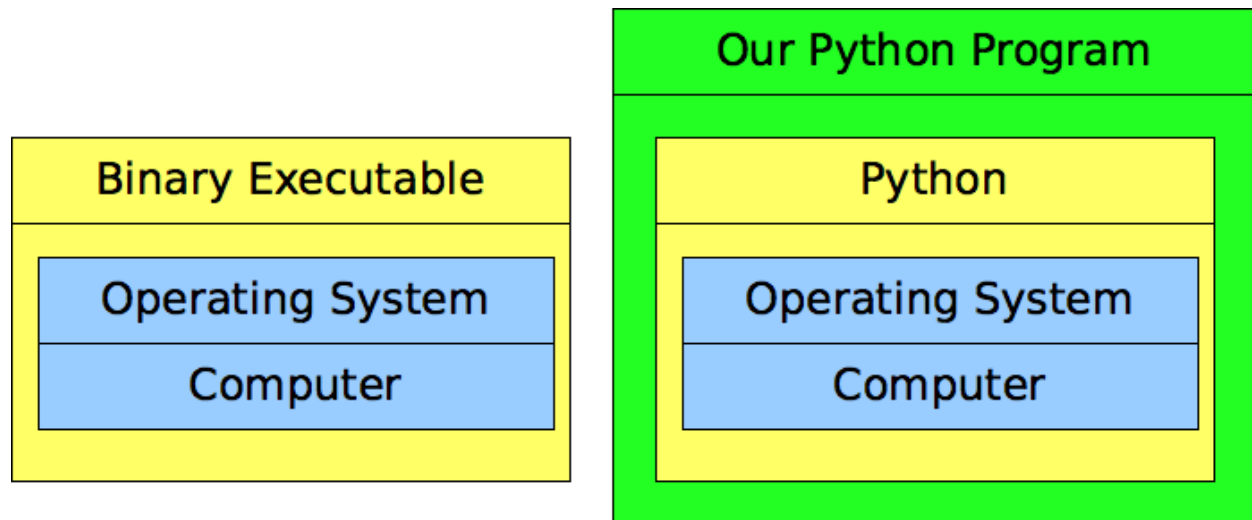 Binary Executable
Operating System
Computer
Our Python Program
Python
Operating System
Computer